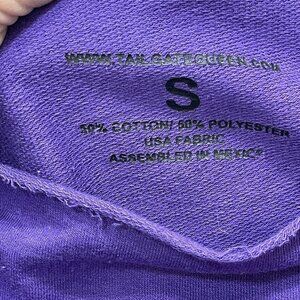 WWW.TAILGATEQUEEN.COM
S
50% COTTON/ 50% POLYESTER
USA FABRIC
ASSEMBLED IN MEXICO